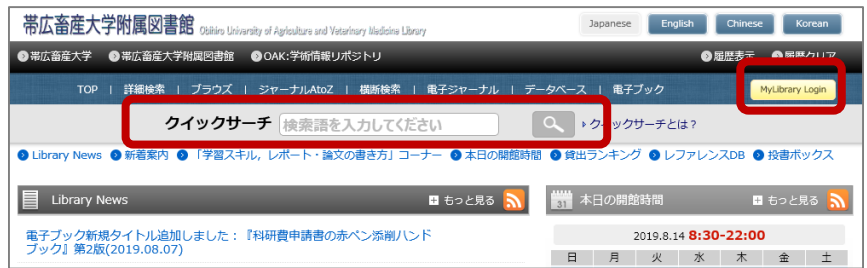 帯広畜産大学附属図書館 Obihiro University of Agriculture and Veterinary Medicine Library Japanese English Chinese Korean
帯広畜産大学 帯広畜産大学附属図書館 OAK:学術情報リポジトリ 履歴表示 履歴クリア
TOP | 詳細検索 | ブラウズ | ジャーナルAtoZ | 横断検索 | 電子ジャーナル | データベース | 電子ブック MyLibrary Login
クイックサーチ 検索語を入力してください クイックサーチとは？
Library News 新着案内 「学習スキル，レポート・論文の書き方」コーナー 本日の開館時間 貸出ランキング レファレンスDB 投書ボックス
Library News もっと見る 31 本日の開館時間 もっと見る
電子ブック新規タイトル追加しました：『科研費申請書の赤ペン添削ハンド
ブック』第2版(2019.08.07)
2019.8.14 8:30-22:00
日 月 火 水 木 金 土